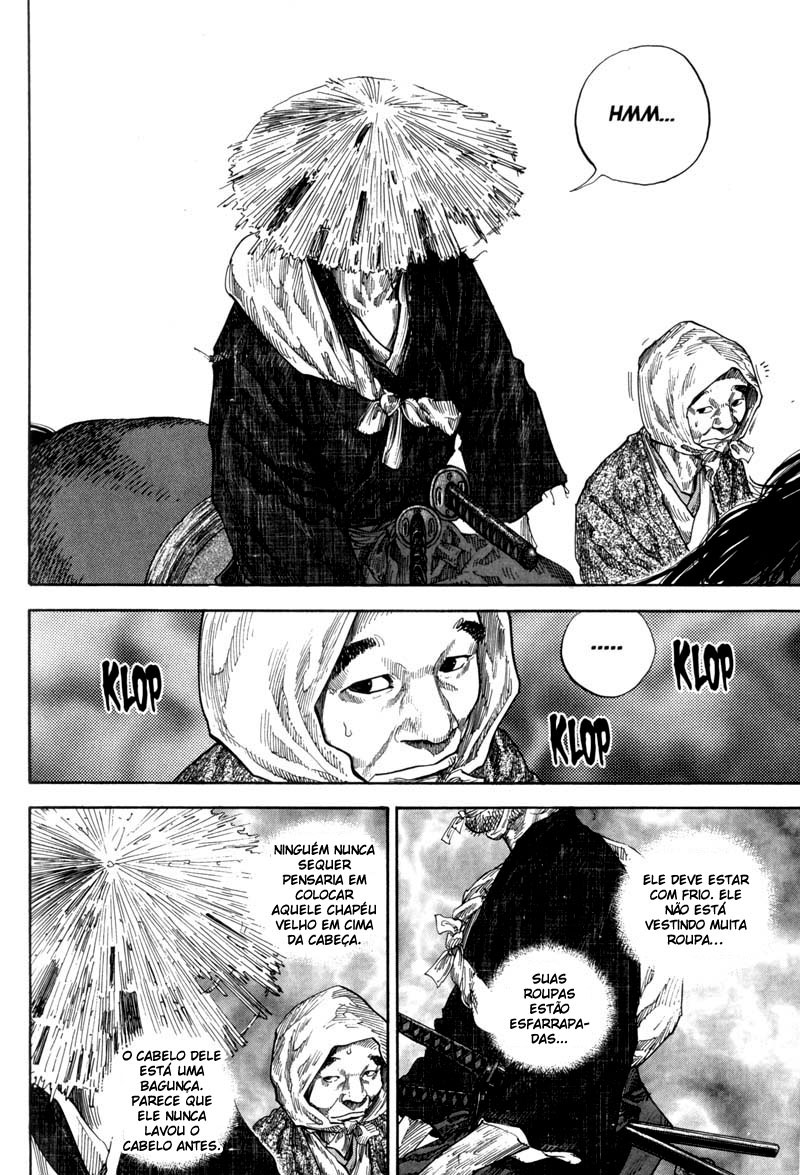 HMM...
KLOP
.....
KLOP
KLOP
NINGUÉM NUNCA
SEQUER
PENSARIA EM
COLOCAR
AQUELE CHAPÉU
VELHO EM CIMA
DA CABEÇA.
O CABELO DELE
ESTÁ UMA
BAGUNÇA.
PARECE QUE
ELE NUNCA
LAVOU O
CABELO ANTES.
ELE DEVE ESTAR
COM FRIO. ELE
NÃO ESTÁ
VESTINDO MUITA
ROUPA...
SUAS
ROUPAS
ESTÃO
ESFARRAPA-
DAS...